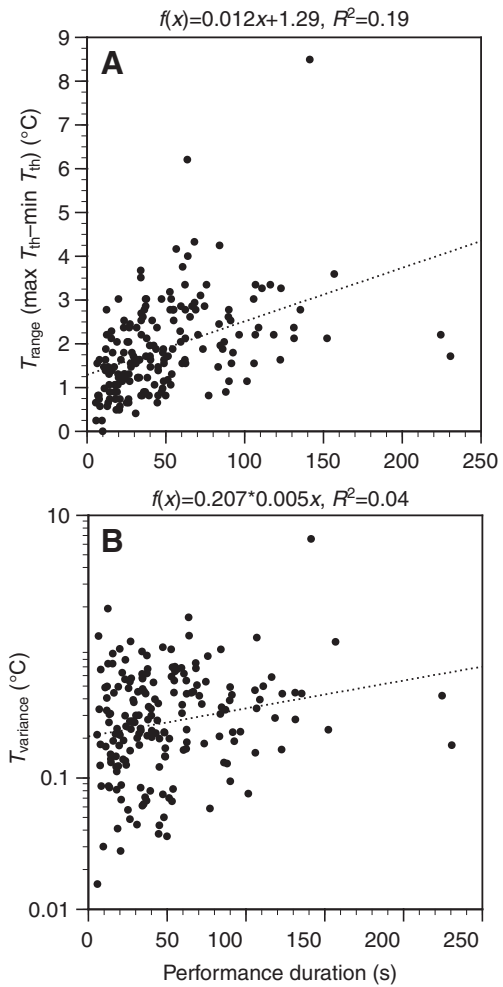 f(x)=0.012x+1.29, R²=0.19
A
9
8
7
6
5
4
3
2
1
0
T_range (max T_th–min T_th) (°C)
0 50 100 150 200 250
f(x)=0.207*0.005x, R²=0.04
B
10
0.1
0.01
T_variance (°C)
0 50 100 150 200 250
Performance duration (s)